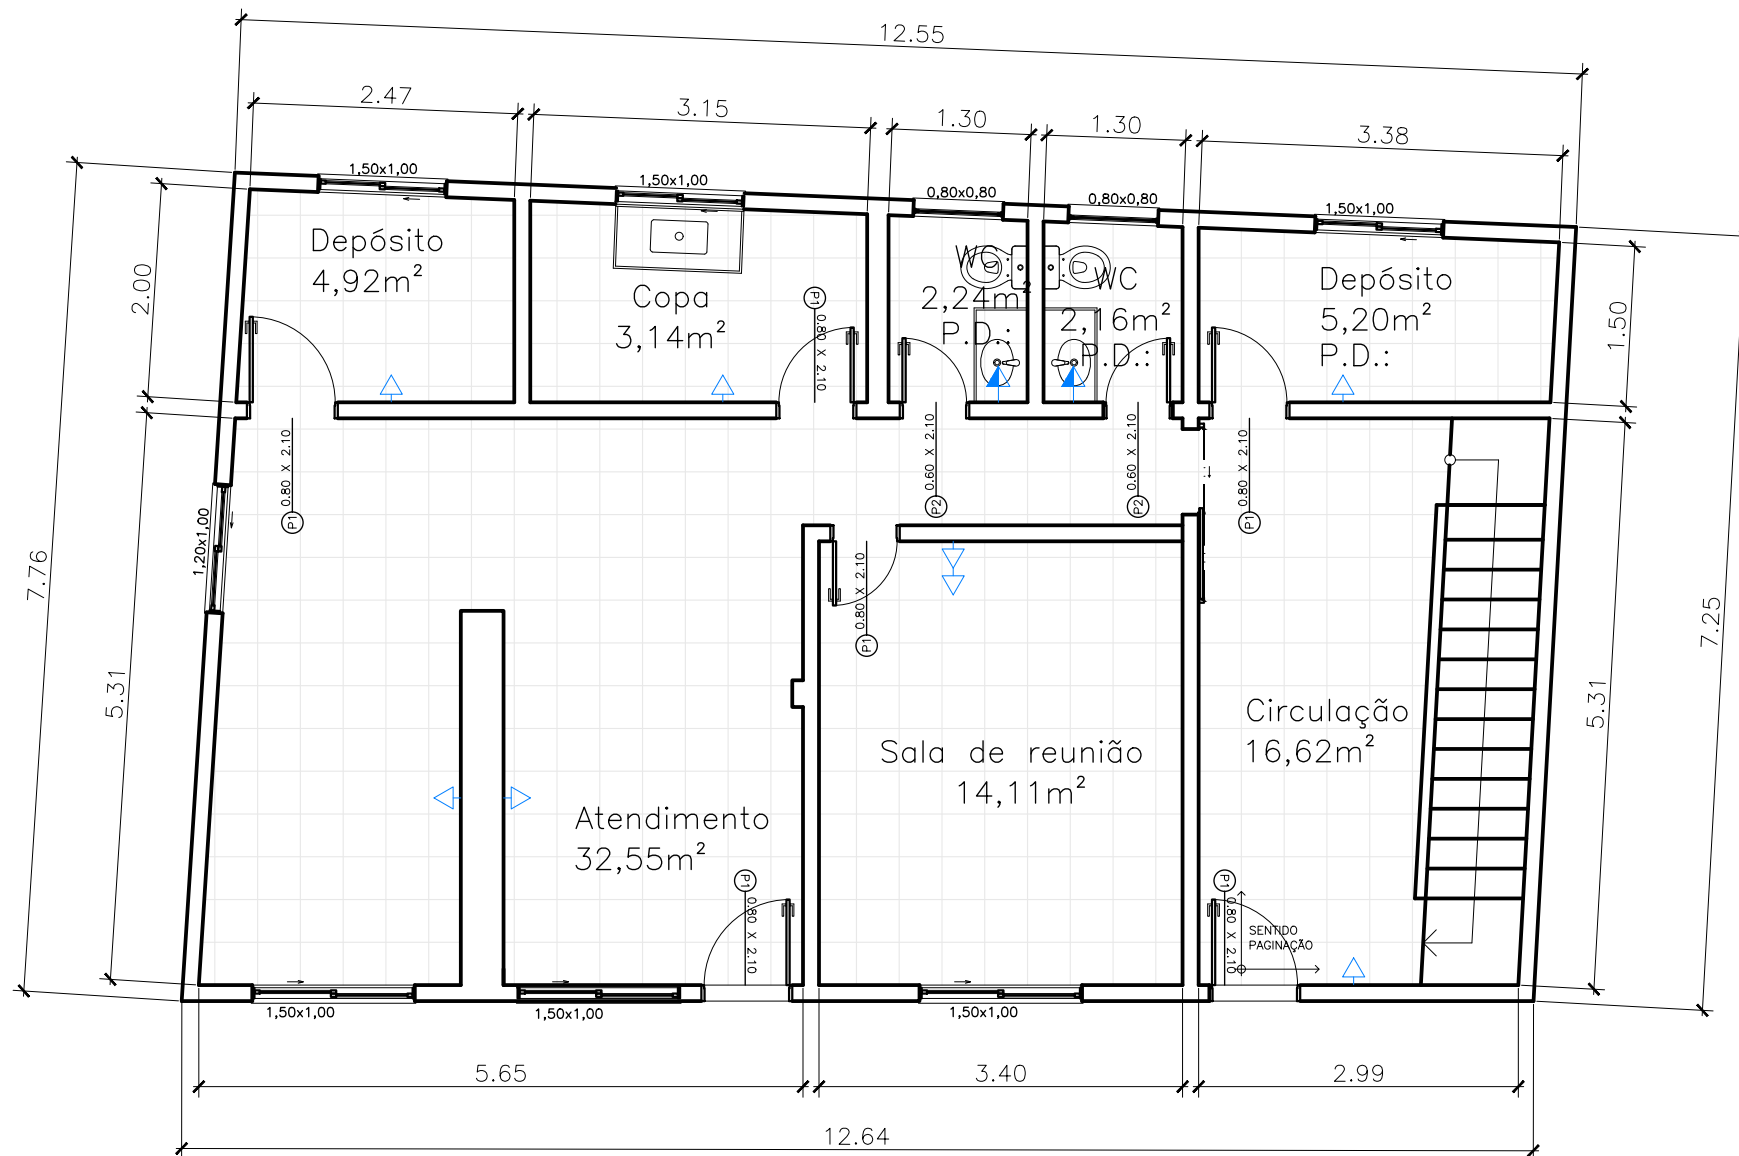 12.55
2.47
3.15
1.30
1.30
3.38
1,50x1,00
1,50x1,00
0,80x0,80
0,80x0,80
1,50x1,00
Depósito
4,92m²
Copa
3,14m²
WC
2,24m²
P.D.:
WC
2,16m²
P.D.:
Depósito
5,20m²
P.D.:
2.00
1.50
P1 0.80 X 2.10
P1 0.80 X 2.10
P2 0.60 X 2.10
P2 0.60 X 2.10
P1 0.80 X 2.10
1,20x1,00
7.76
5.31
P1 0.80 X 2.10
7.25
5.31
Circulação
16,62m²
Sala de reunião
14,11m²
Atendimento
32,55m²
P1 0.80 X 2.10
P1 0.80 X 2.10
SENTIDO
PAGINAÇÃO
1,50x1,00
1,50x1,00
1,50x1,00
5.65
3.40
2.99
12.64